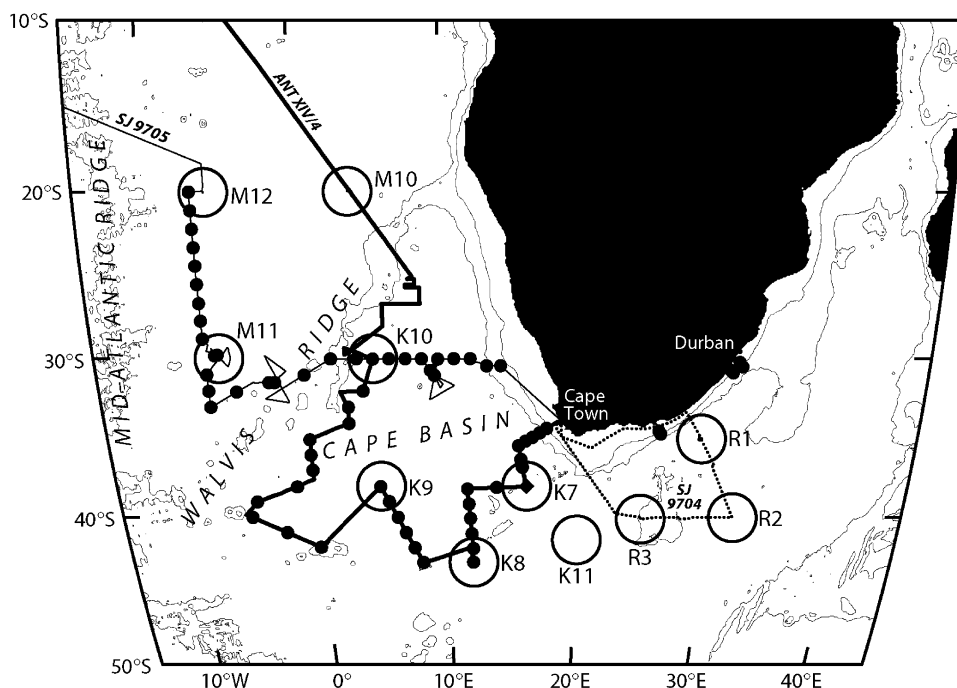 10°S
ANT XIV/4
SJ 9705
MID-ATLANTIC RIDGE
M12
M10
20°S
WALVIS RIDGE
M11
K10
30°S
Durban
Cape
Town
CAPE BASIN
R1
K9
K7
SJ
9704
40°S
R2
R3
K8
K11
50°S
10°W
0°
10°E
20°E
30°E
40°E